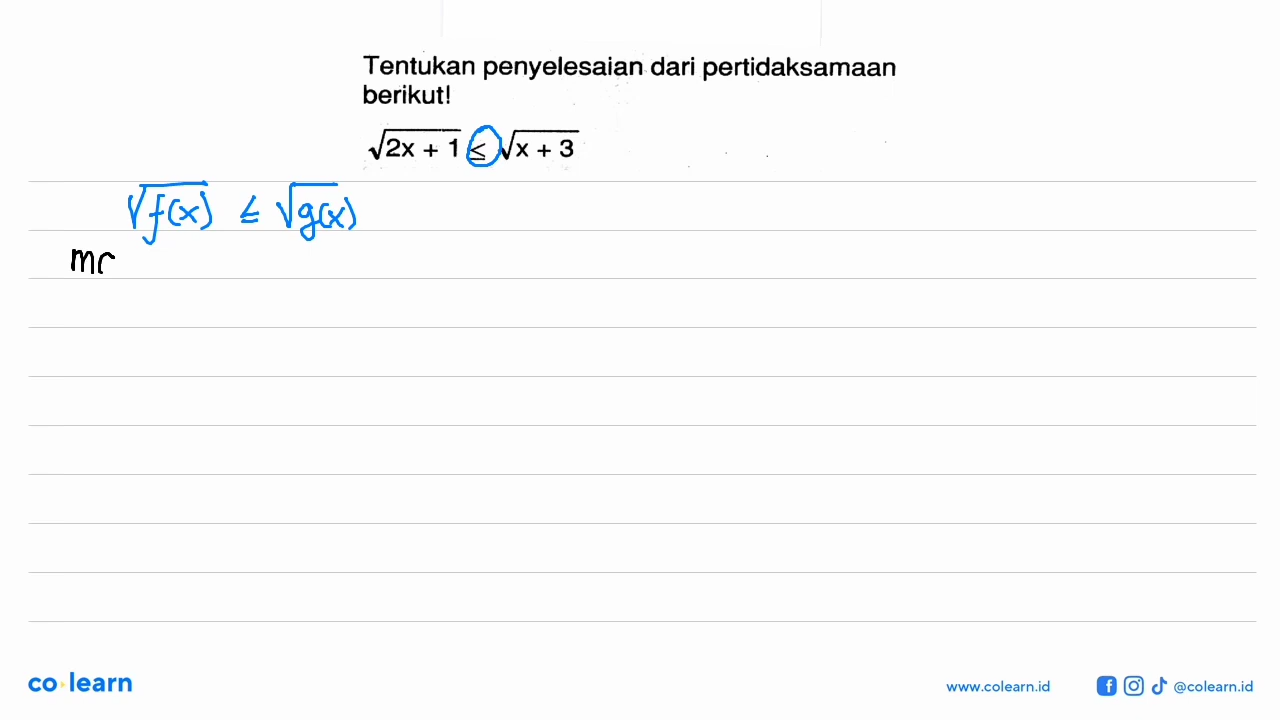 Tentukan penyelesaian dari pertidaksamaan
berikut!
√2x + 1 ≤ √x + 3
√f(x) ≤ √g(x)
mr
co learn
www.colearn.id @colearn.id